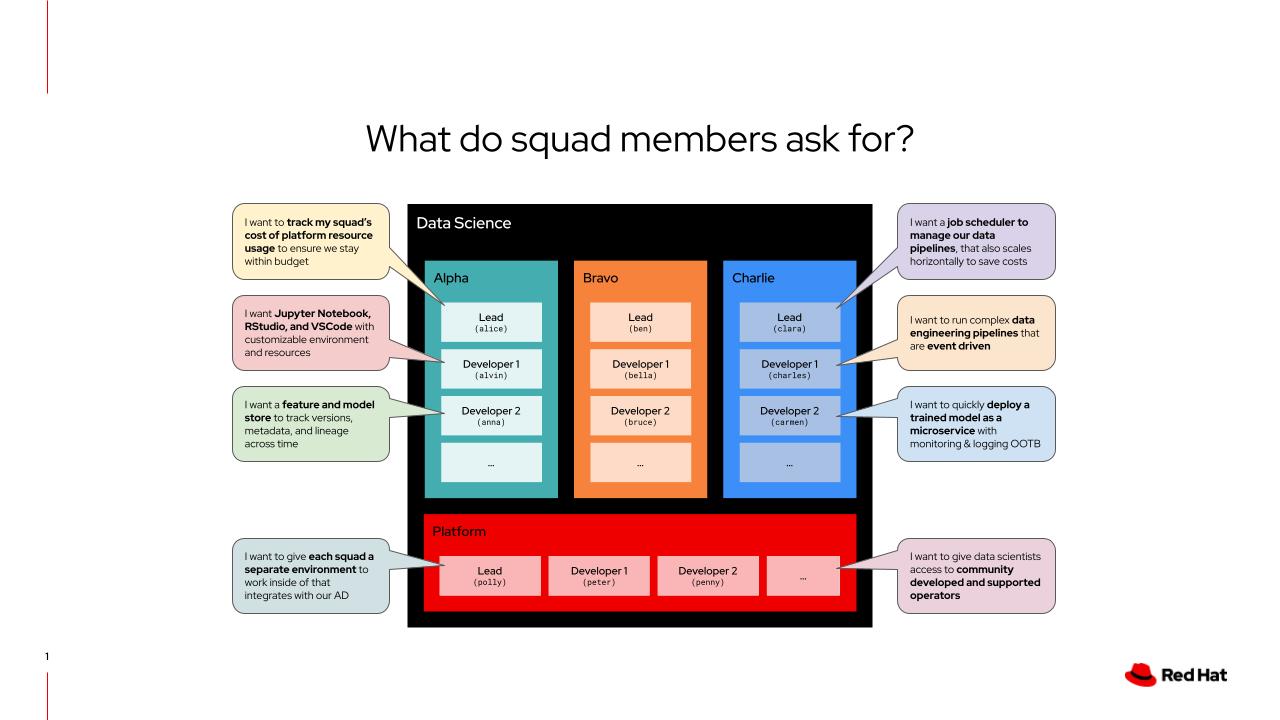 What do squad members ask for?
I want to track my squad's
cost of platform resource
usage to ensure we stay
within budget
I want Jupyter Notebook,
RStudio, and VSCode with
customizable environment
and resources
I want a feature and model
store to track versions,
metadata, and lineage
across time
I want to give each squad a
separate environment to
work inside of that
integrates with our AD
Data Science
Alpha
Lead
(alice)
Developer 1
(alvin)
Developer 2
(anna)
...
Bravo
Lead
(ben)
Developer 1
(bella)
Developer 2
(bruce)
...
Charlie
Lead
(clara)
Developer 1
(charles)
Developer 2
(carmen)
...
Platform
Lead
(polly)
Developer 1
(peter)
Developer 2
(penny)
...
I want a job scheduler to
manage our data
pipelines, that also scales
horizontally to save costs
I want to run complex data
engineering pipelines that
are event driven
I want to quickly deploy a
trained model as a
microservice with
monitoring & logging OOTB
I want to give data scientists
access to community
developed and supported
operators
1
Red Hat